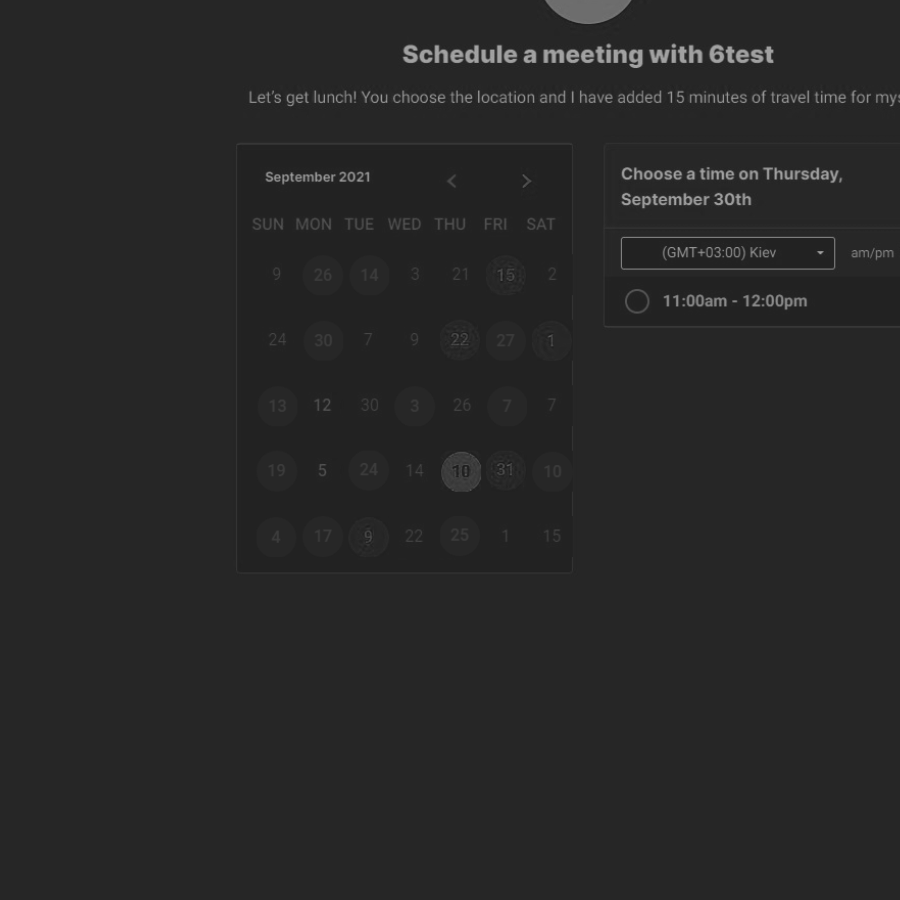 Schedule a meeting with 6test
Let's get lunch! You choose the location and I have added 15 minutes of travel time for
September 2021
SUN MON TUE WED THU FRI SAT
9 26 14 3 21 15 2
24 30 7 9 22 27 1
13 12 30 3 26 7 7
19 5 24 14 10 31 10
4 17 9 22 25 1 15
Choose a time on Thursday,
September 30th
(GMT+03:00) Kiev am/pm
11:00am - 12:00pm